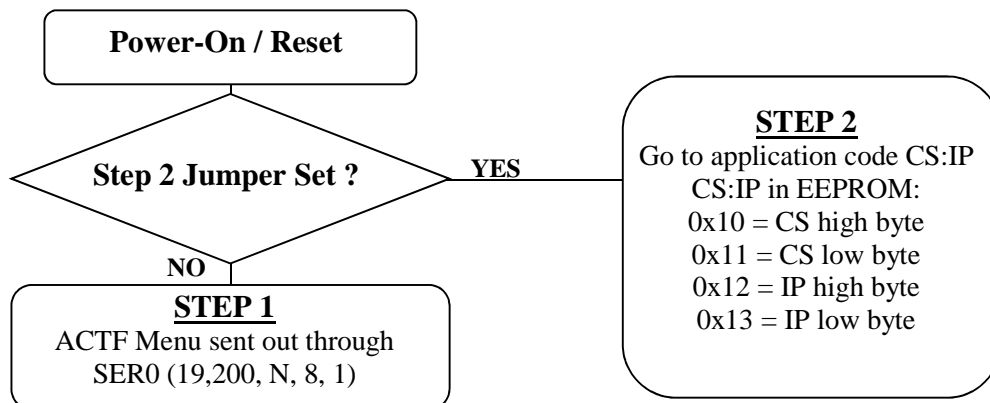 Power-On / Reset
Step 2 Jumper Set ?
YES
NO
STEP 1
ACTF Menu sent out through
SER0 (19,200, N, 8, 1)
STEP 2
Go to application code CS:IP
CS:IP in EEPROM:
0x10 = CS high byte
0x11 = CS low byte
0x12 = IP high byte
0x13 = IP low byte